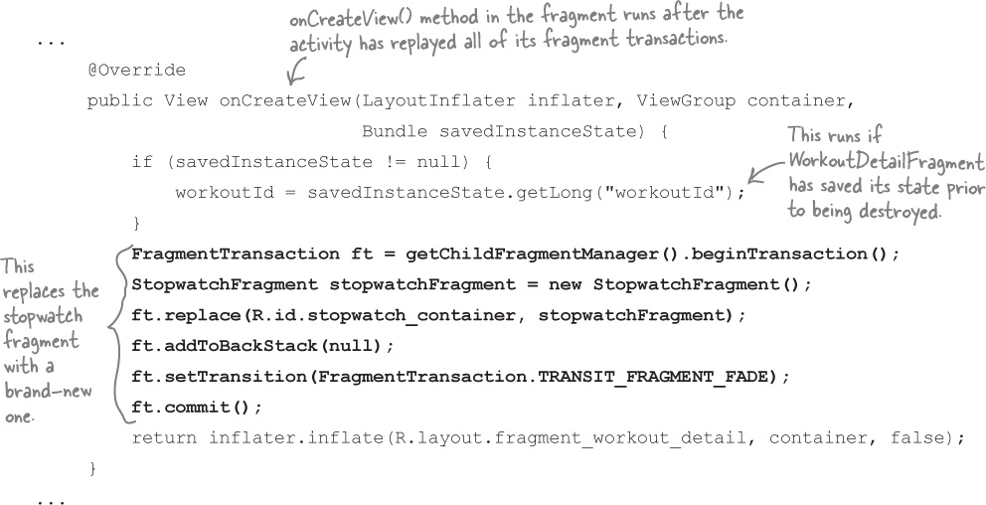 onCreateView() method in the fragment runs after the
activity has replayed all of its fragment transactions.
...
@Override
public View onCreateView(LayoutInflater inflater, ViewGroup container,
Bundle savedInstanceState) {
if (savedInstanceState != null) {
workoutId = savedInstanceState.getLong("workoutId");
}
This runs if
WorkoutDetailFragment
has saved its state prior
to being destroyed.
FragmentTransaction ft = getChildFragmentManager().beginTransaction();
StopwatchFragment stopwatchFragment = new StopwatchFragment();
ft.replace(R.id.stopwatch_container, stopwatchFragment);
ft.addToBackStack(null);
ft.setTransition(FragmentTransaction.TRANSIT_FRAGMENT_FADE);
ft.commit();
This
replaces the
stopwatch
fragment
with a
brand-new
one.
return inflater.inflate(R.layout.fragment_workout_detail, container, false);
}
...